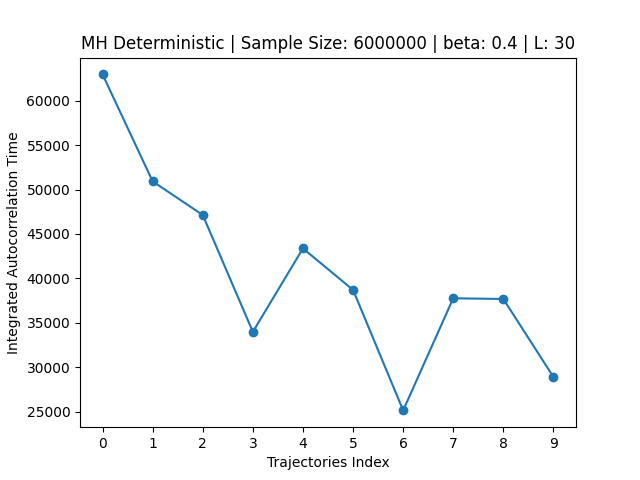 MH Deterministic | Sample Size: 6000000 | beta: 0.4 | L: 30
Integrated Autocorrelation Time
60000
55000
50000
45000
40000
35000
30000
25000
0 1 2 3 4 5 6 7 8 9
Trajectories Index